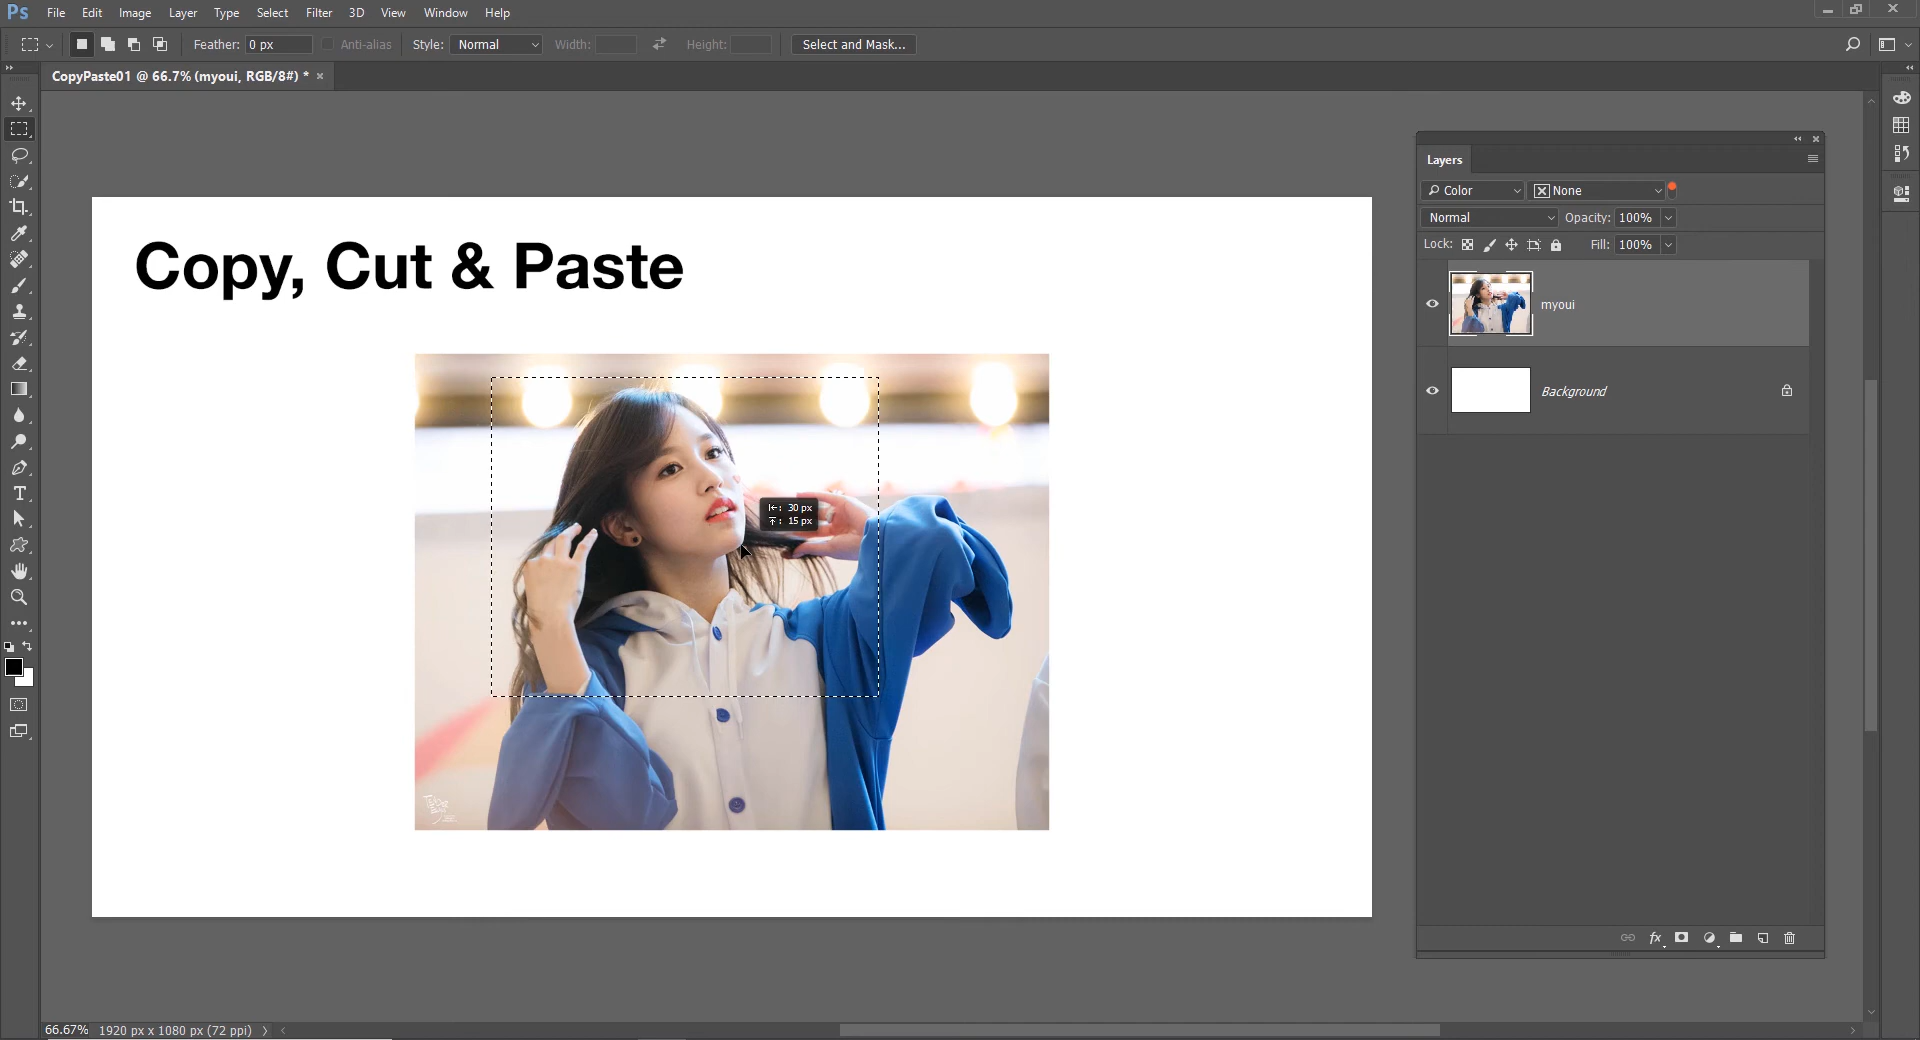 Ps File Edit Image Layer Type Select Filter 3D View Window Help
Feather: 0 px Anti-alias Style: Normal Width: Height: Select and Mask...
CopyPaste01 @ 66.7% (myoui, RGB/8#) * ×
Layers
Color None
Normal Opacity: 100%
Lock: Fill: 100%
Copy, Cut & Paste
myoui
Background
30 px
15 px
fx
66.67% 1920 px x 1080 px (72 ppi)